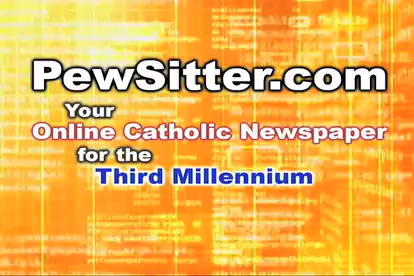 PewSitter.com
Your
Online Catholic Newspaper
for the
Third Millennium